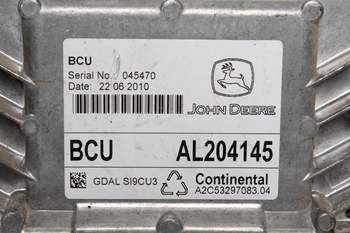 BCU
Serial No.: 045470
Date: 22 06 2010
JOHN DEERE
BCU AL204145
GDAL SI9CU3 Continental
A2C53297083.04